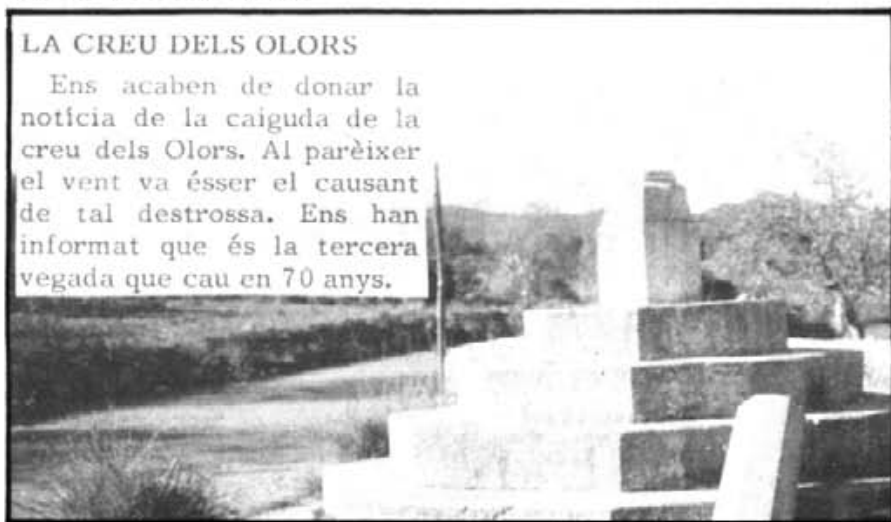 LA CREU DELS OLORS
Ens acaben de donar la
notícia de la caiguda de la
creu dels Olors. Al parèixer
el vent va ésser el causant
de tal destrossa. Ens han
informat que és la tercera
vegada que cau en 70 anys.